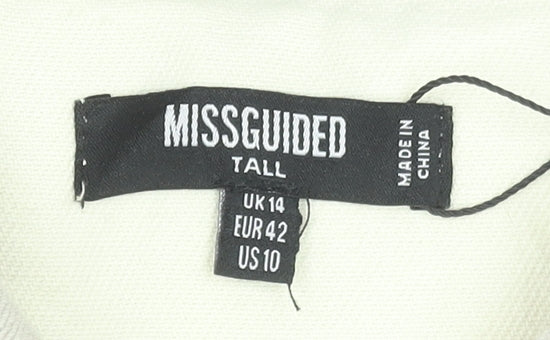 MISSGUIDED
TALL
MADE IN
CHINA
UK 14
EUR 42
US 10